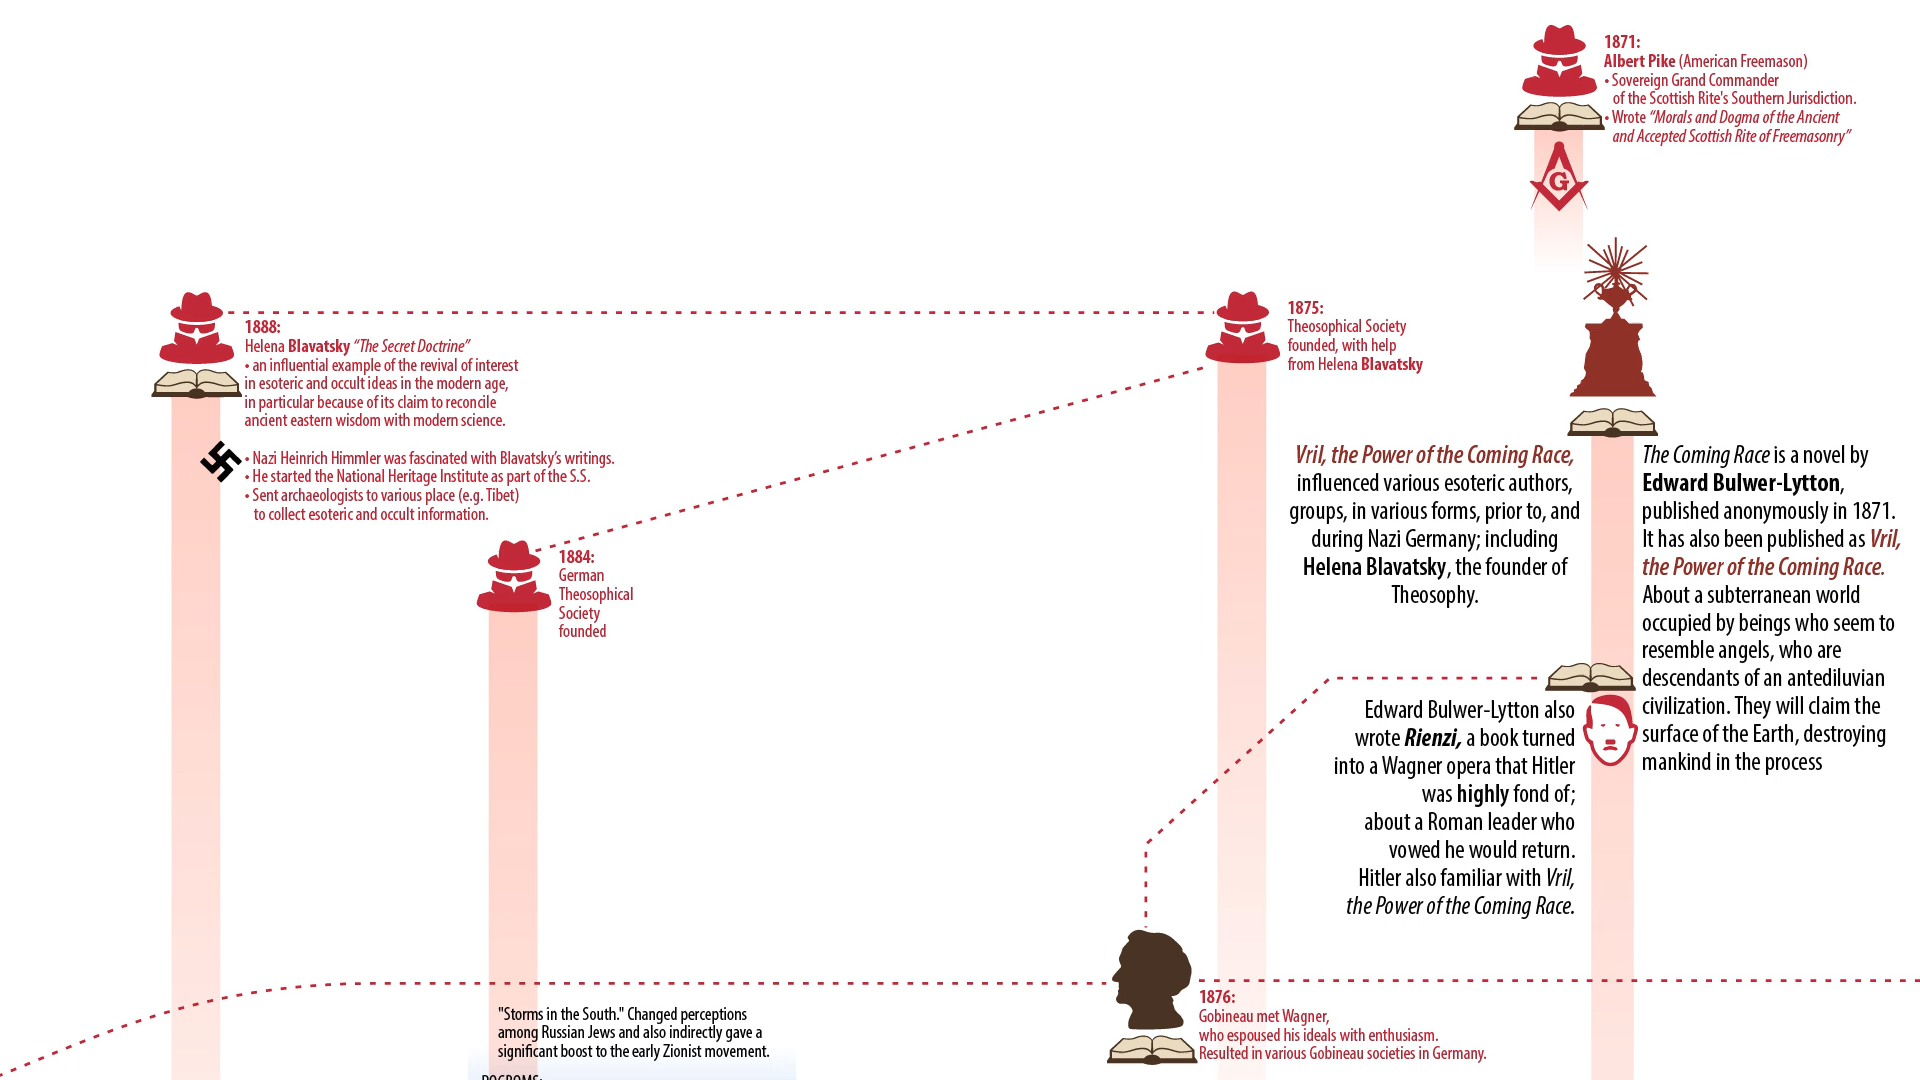 1871:
Albert Pike (American Freemason)
• Sovereign Grand Commander
of the Scottish Rite's Southern Jurisdiction.
• Wrote “Morals and Dogma of the Ancient
and Accepted Scottish Rite of Freemasonry”
G
1888:
Helena Blavatsky “The Secret Doctrine”
• an influential example of the revival of interest
in esoteric and occult ideas in the modern age,
in particular because of its claim to reconcile
ancient eastern wisdom with modern science.
• Nazi Heinrich Himmler was fascinated with Blavatsky’s writings.
• He started the National Heritage Institute as part of the S.S.
• Sent archaeologists to various place (e.g. Tibet)
to collect esoteric and occult information.
1875:
Theosophical Society
founded, with help
from Helena Blavatsky
1884:
German
Theosophical
Society
founded
Vril, the Power of the Coming Race,
influenced various esoteric authors,
groups, in various forms, prior to, and
during Nazi Germany; including
Helena Blavatsky, the founder of
Theosophy.
The Coming Race is a novel by
Edward Bulwer-Lytton,
published anonymously in 1871.
It has also been published as Vril,
the Power of the Coming Race.
About a subterranean world
occupied by beings who seem to
resemble angels, who are
descendants of an antediluvian
civilization. They will claim the
surface of the Earth, destroying
mankind in the process
Edward Bulwer-Lytton also
wrote Rienzi, a book turned
into a Wagner opera that Hitler
was highly fond of;
about a Roman leader who
vowed he would return.
Hitler also familiar with Vril,
the Power of the Coming Race.
1876:
Gobineau met Wagner,
who espoused his ideals with enthusiasm.
Resulted in various Gobineau societies in Germany.
"Storms in the South." Changed perceptions
among Russian Jews and also indirectly gave a
significant boost to the early Zionist movement.
POGROMS: